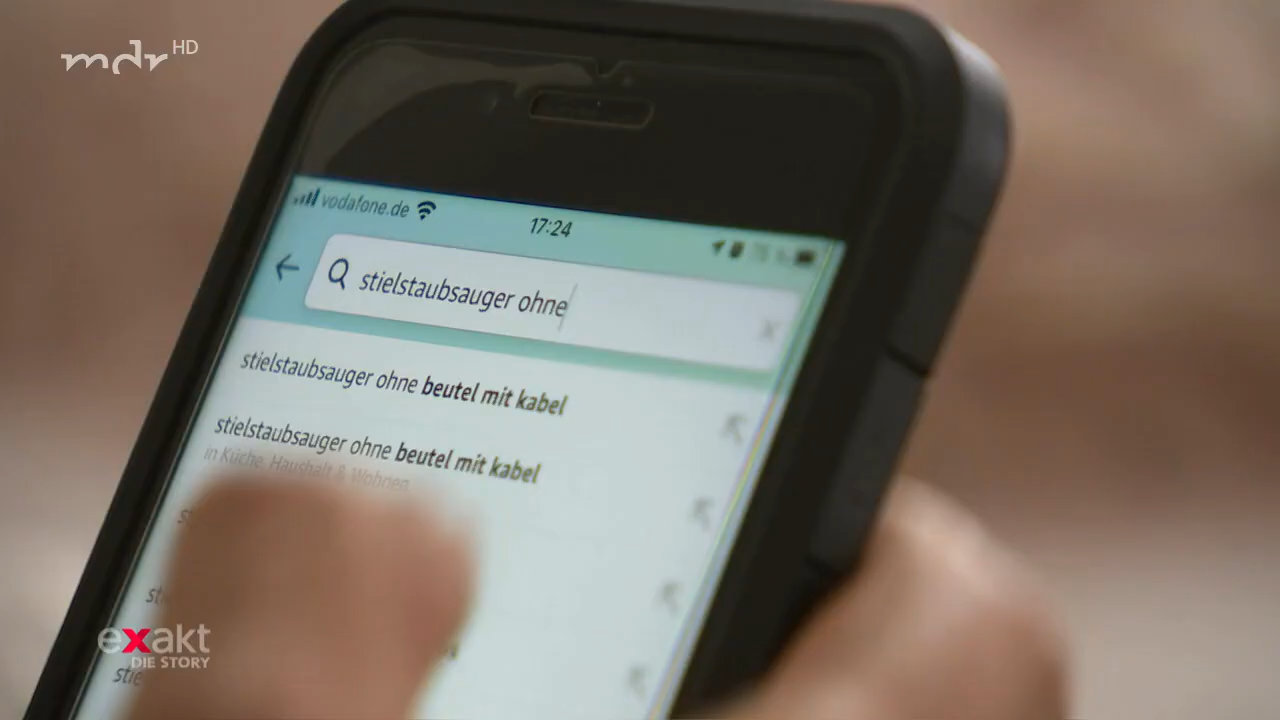 mdr HD
vodafone.de
17:24
stielstaubsauger ohne
stielstaubsauger ohne beutel mit kabel
stielstaubsauger ohne beutel mit kabel
in Küche, Haushalt & Wohnen
exakt
DIE STORY